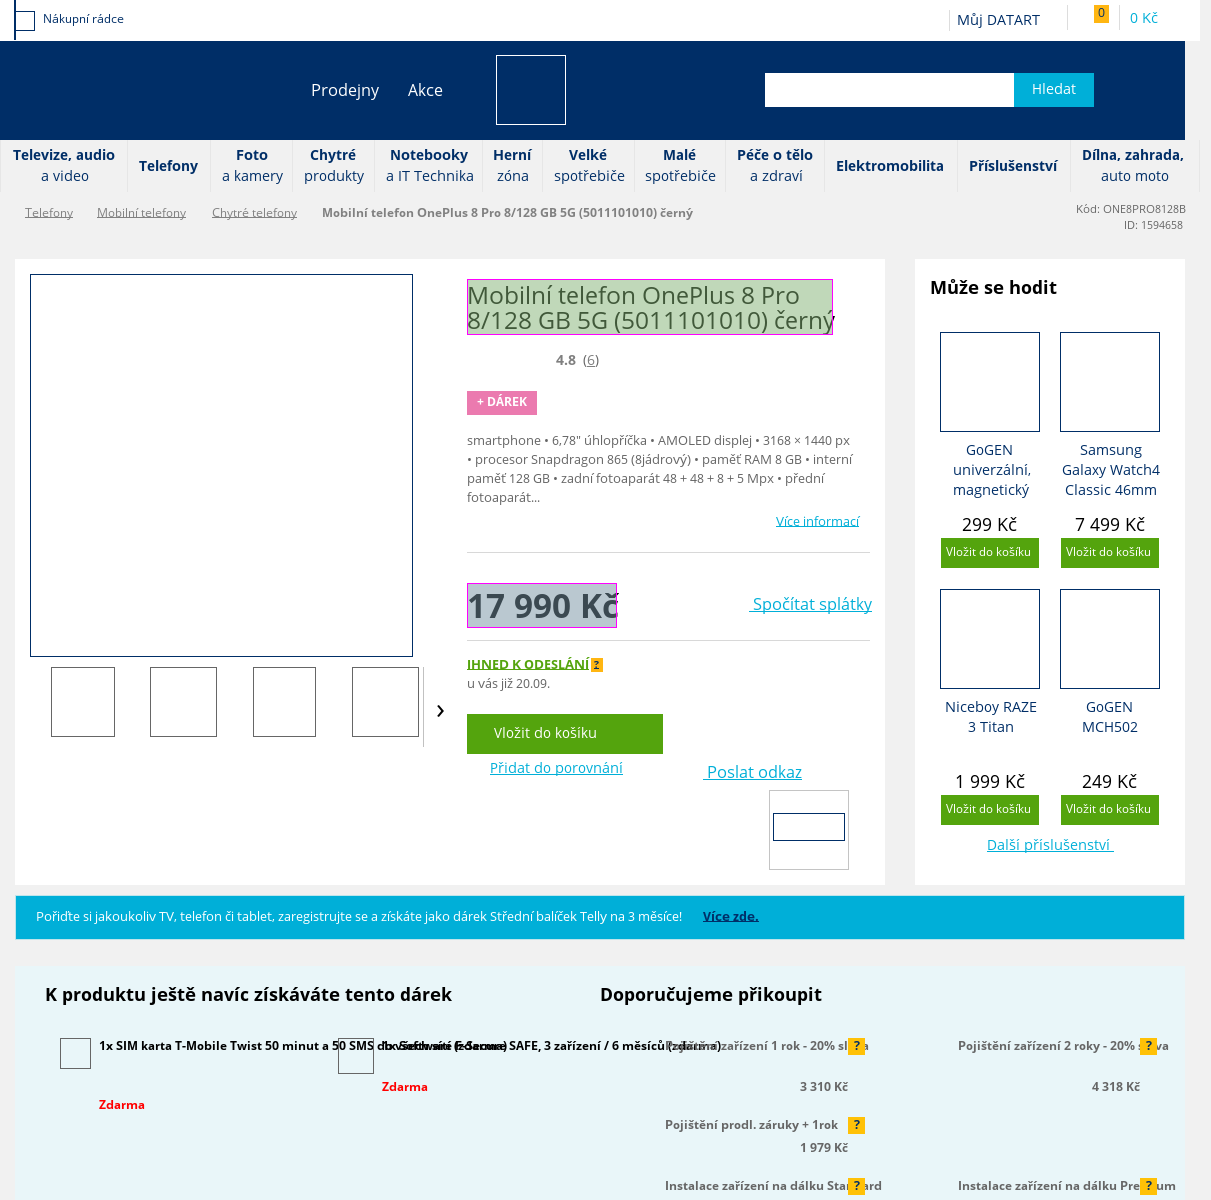 Nákupní rádce
Můj DATART
0
0 Kč
Prodejny
Akce
Hledat
Televize, audio
a video
Telefony
Foto
a kamery
Chytré
produkty
Notebooky
a IT Technika
Herní
zóna
Velké
spotřebiče
Malé
spotřebiče
Péče o tělo
a zdraví
Elektromobilita
Příslušenství
Dílna, zahrada,
auto moto
Telefony
Mobilní telefony
Chytré telefony
Mobilní telefon OnePlus 8 Pro 8/128 GB 5G (5011101010) černý
Kód: ONE8PRO8128B
ID: 1594658
Mobilní telefon OnePlus 8 Pro
8/128 GB 5G (5011101010) černý
4.8 (6)
+ DÁREK
smartphone • 6,78" úhlopříčka • AMOLED displej • 3168 × 1440 px
• procesor Snapdragon 865 (8jádrový) • paměť RAM 8 GB • interní
paměť 128 GB • zadní fotoaparát 48 + 48 + 8 + 5 Mpx • přední
fotoaparát...
Více informací
17 990 Kč
Spočítat splátky
IHNED K ODESLÁNÍ ?
u vás již 20.09.
Vložit do košíku
Přidat do porovnání
Poslat odkaz
Může se hodit
GoGEN
univerzální,
magnetický
299 Kč
Vložit do košíku
Samsung
Galaxy Watch4
Classic 46mm
7 499 Kč
Vložit do košíku
Niceboy RAZE
3 Titan
1 999 Kč
Vložit do košíku
GoGEN
MCH502
249 Kč
Vložit do košíku
Další příslušenství
Pořiďte si jakoukoliv TV, telefon či tablet, zaregistrujte se a získáte jako dárek Střední balíček Telly na 3 měsíce! Více zde.
K produktu ještě navíc získáváte tento dárek
1x SIM karta T-Mobile Twist 50 minut a 50 SMS do všech sítí (zdarma)
Zdarma
1x Software F-Secure SAFE, 3 zařízení / 6 měsíců (zdarma)
Zdarma
Doporučujeme přikoupit
Pojištění zařízení 1 rok - 20% sleva
?
3 310 Kč
Pojištění zařízení 2 roky - 20% sleva
?
4 318 Kč
Pojištění prodl. záruky + 1rok
?
1 979 Kč
Instalace zařízení na dálku Standard
?
Instalace zařízení na dálku Premium
?